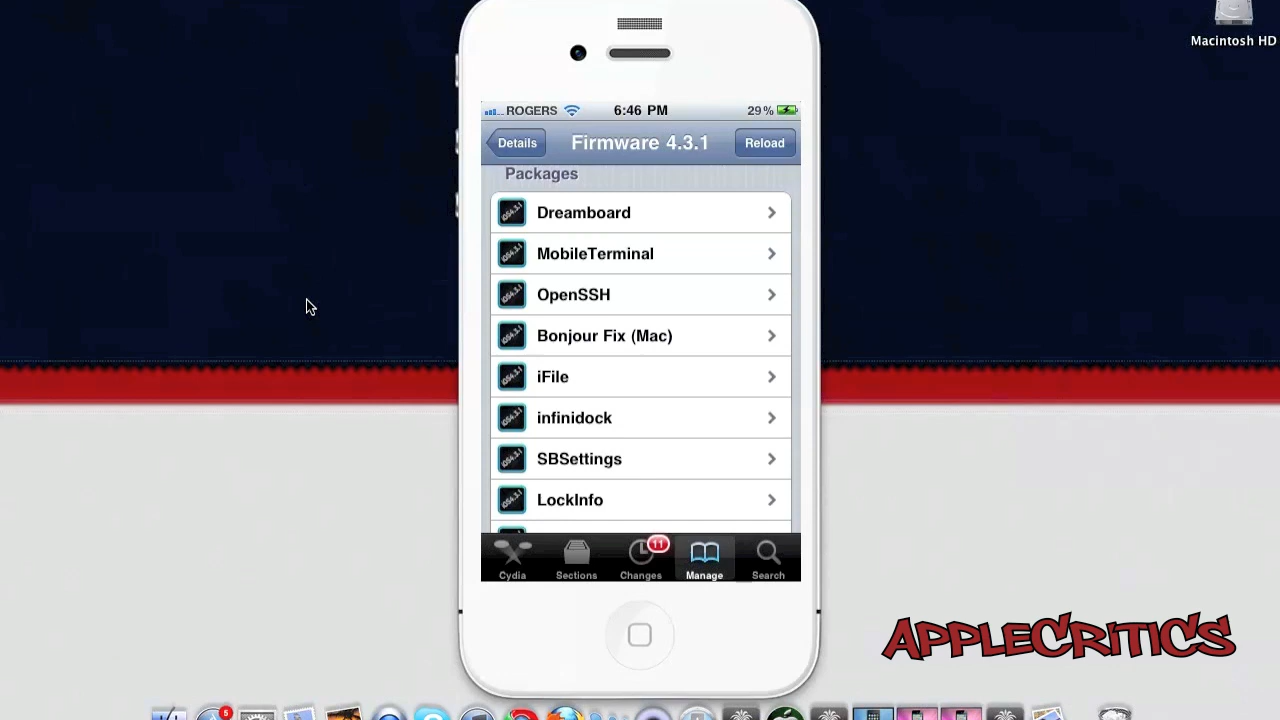 Macintosh HD
ROGERS 6:46 PM 29%
Details Firmware 4.3.1 Reload
Packages
Dreamboard
MobileTerminal
OpenSSH
Bonjour Fix (Mac)
iFile
infinidock
SBSettings
LockInfo
11
Cydia Sections Changes Manage Search
APPLECRITICS
5